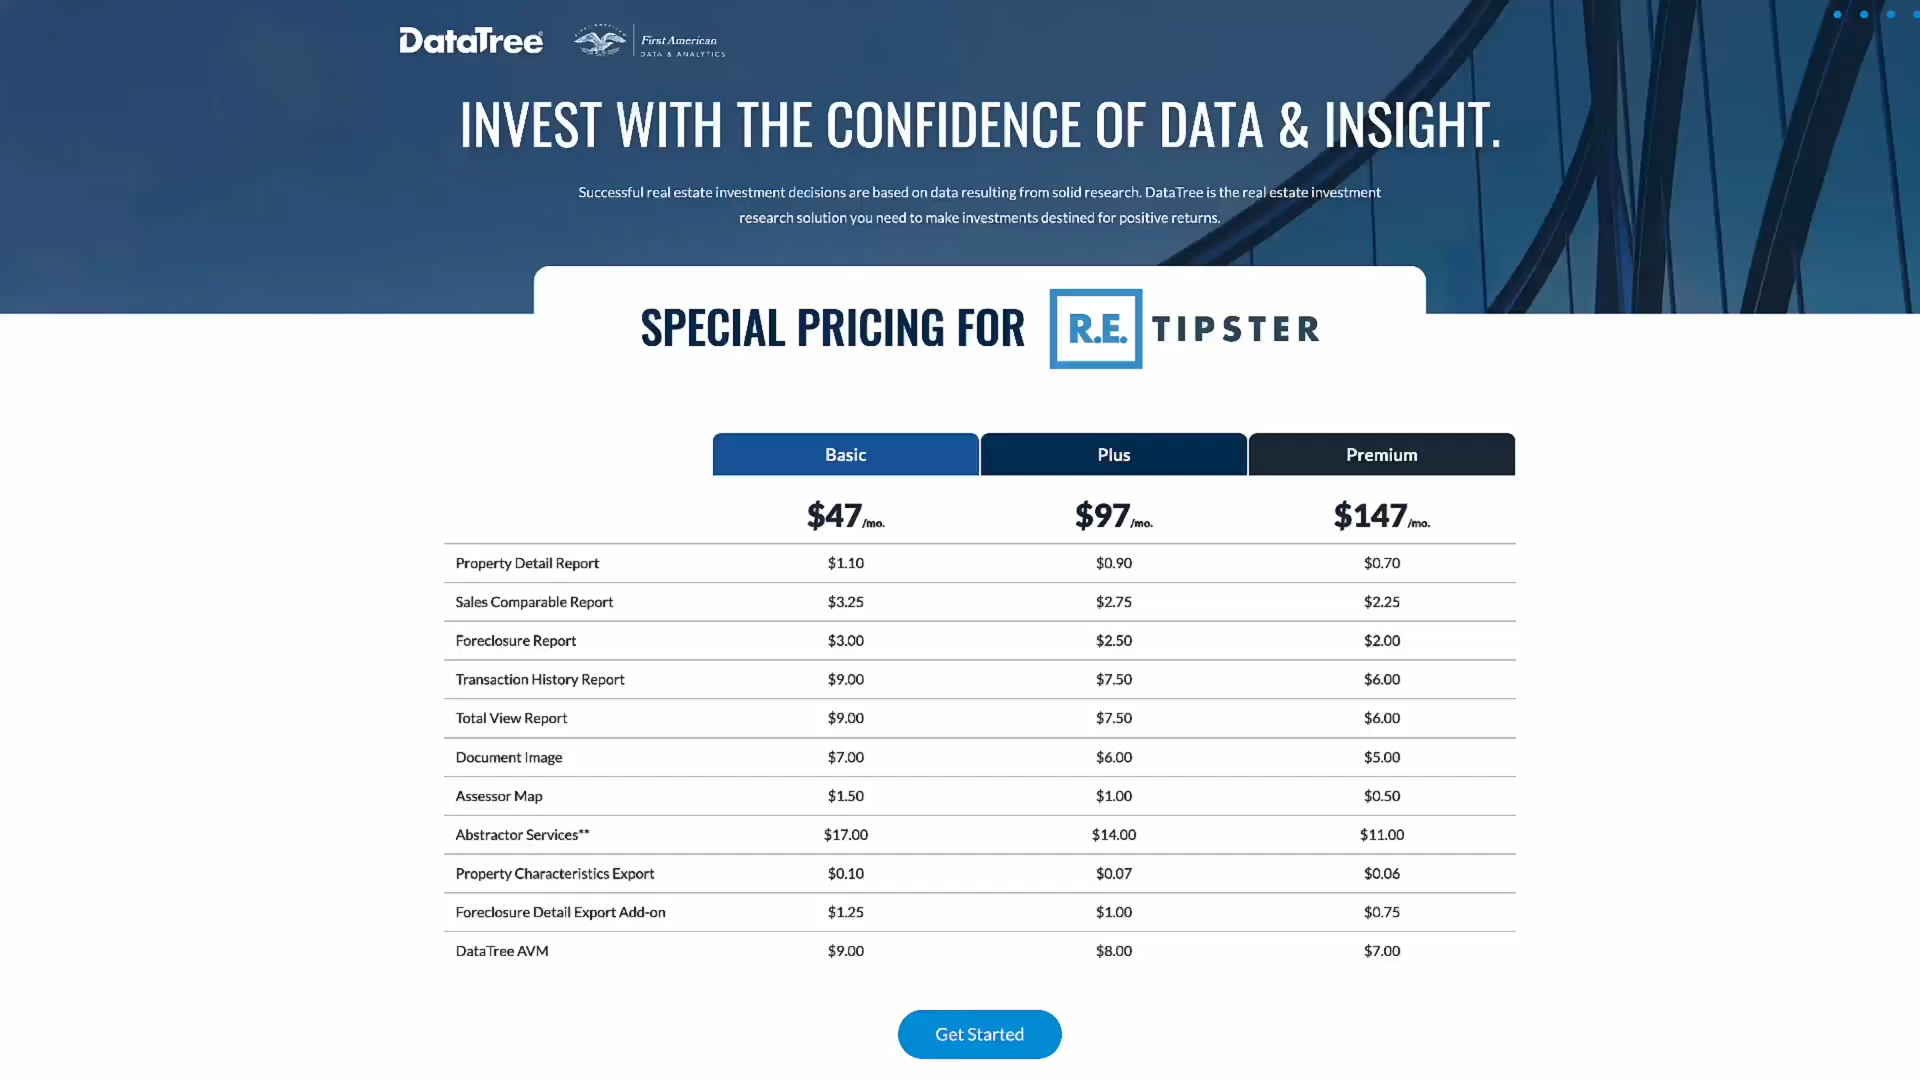 DataTree
First American
DATA & ANALYTICS
INVEST WITH THE CONFIDENCE OF DATA & INSIGHT.
Successful real estate investment decisions are based on data resulting from solid research. DataTree is the real estate investment
research solution you need to make investments destined for positive returns.
SPECIAL PRICING FOR R.E. TIPSTER
Basic Plus Premium
$47/mo. $97/mo. $147/mo.
Property Detail Report $1.10 $0.90 $0.70
Sales Comparable Report $3.25 $2.75 $2.25
Foreclosure Report $3.00 $2.50 $2.00
Transaction History Report $9.00 $7.50 $6.00
Total View Report $9.00 $7.50 $6.00
Document Image $7.00 $6.00 $5.00
Assessor Map $1.50 $1.00 $0.50
Abstractor Services** $17.00 $14.00 $11.00
Property Characteristics Export $0.10 $0.07 $0.06
Foreclosure Detail Export Add-on $1.25 $1.00 $0.75
DataTree AVM $9.00 $8.00 $7.00
Get Started